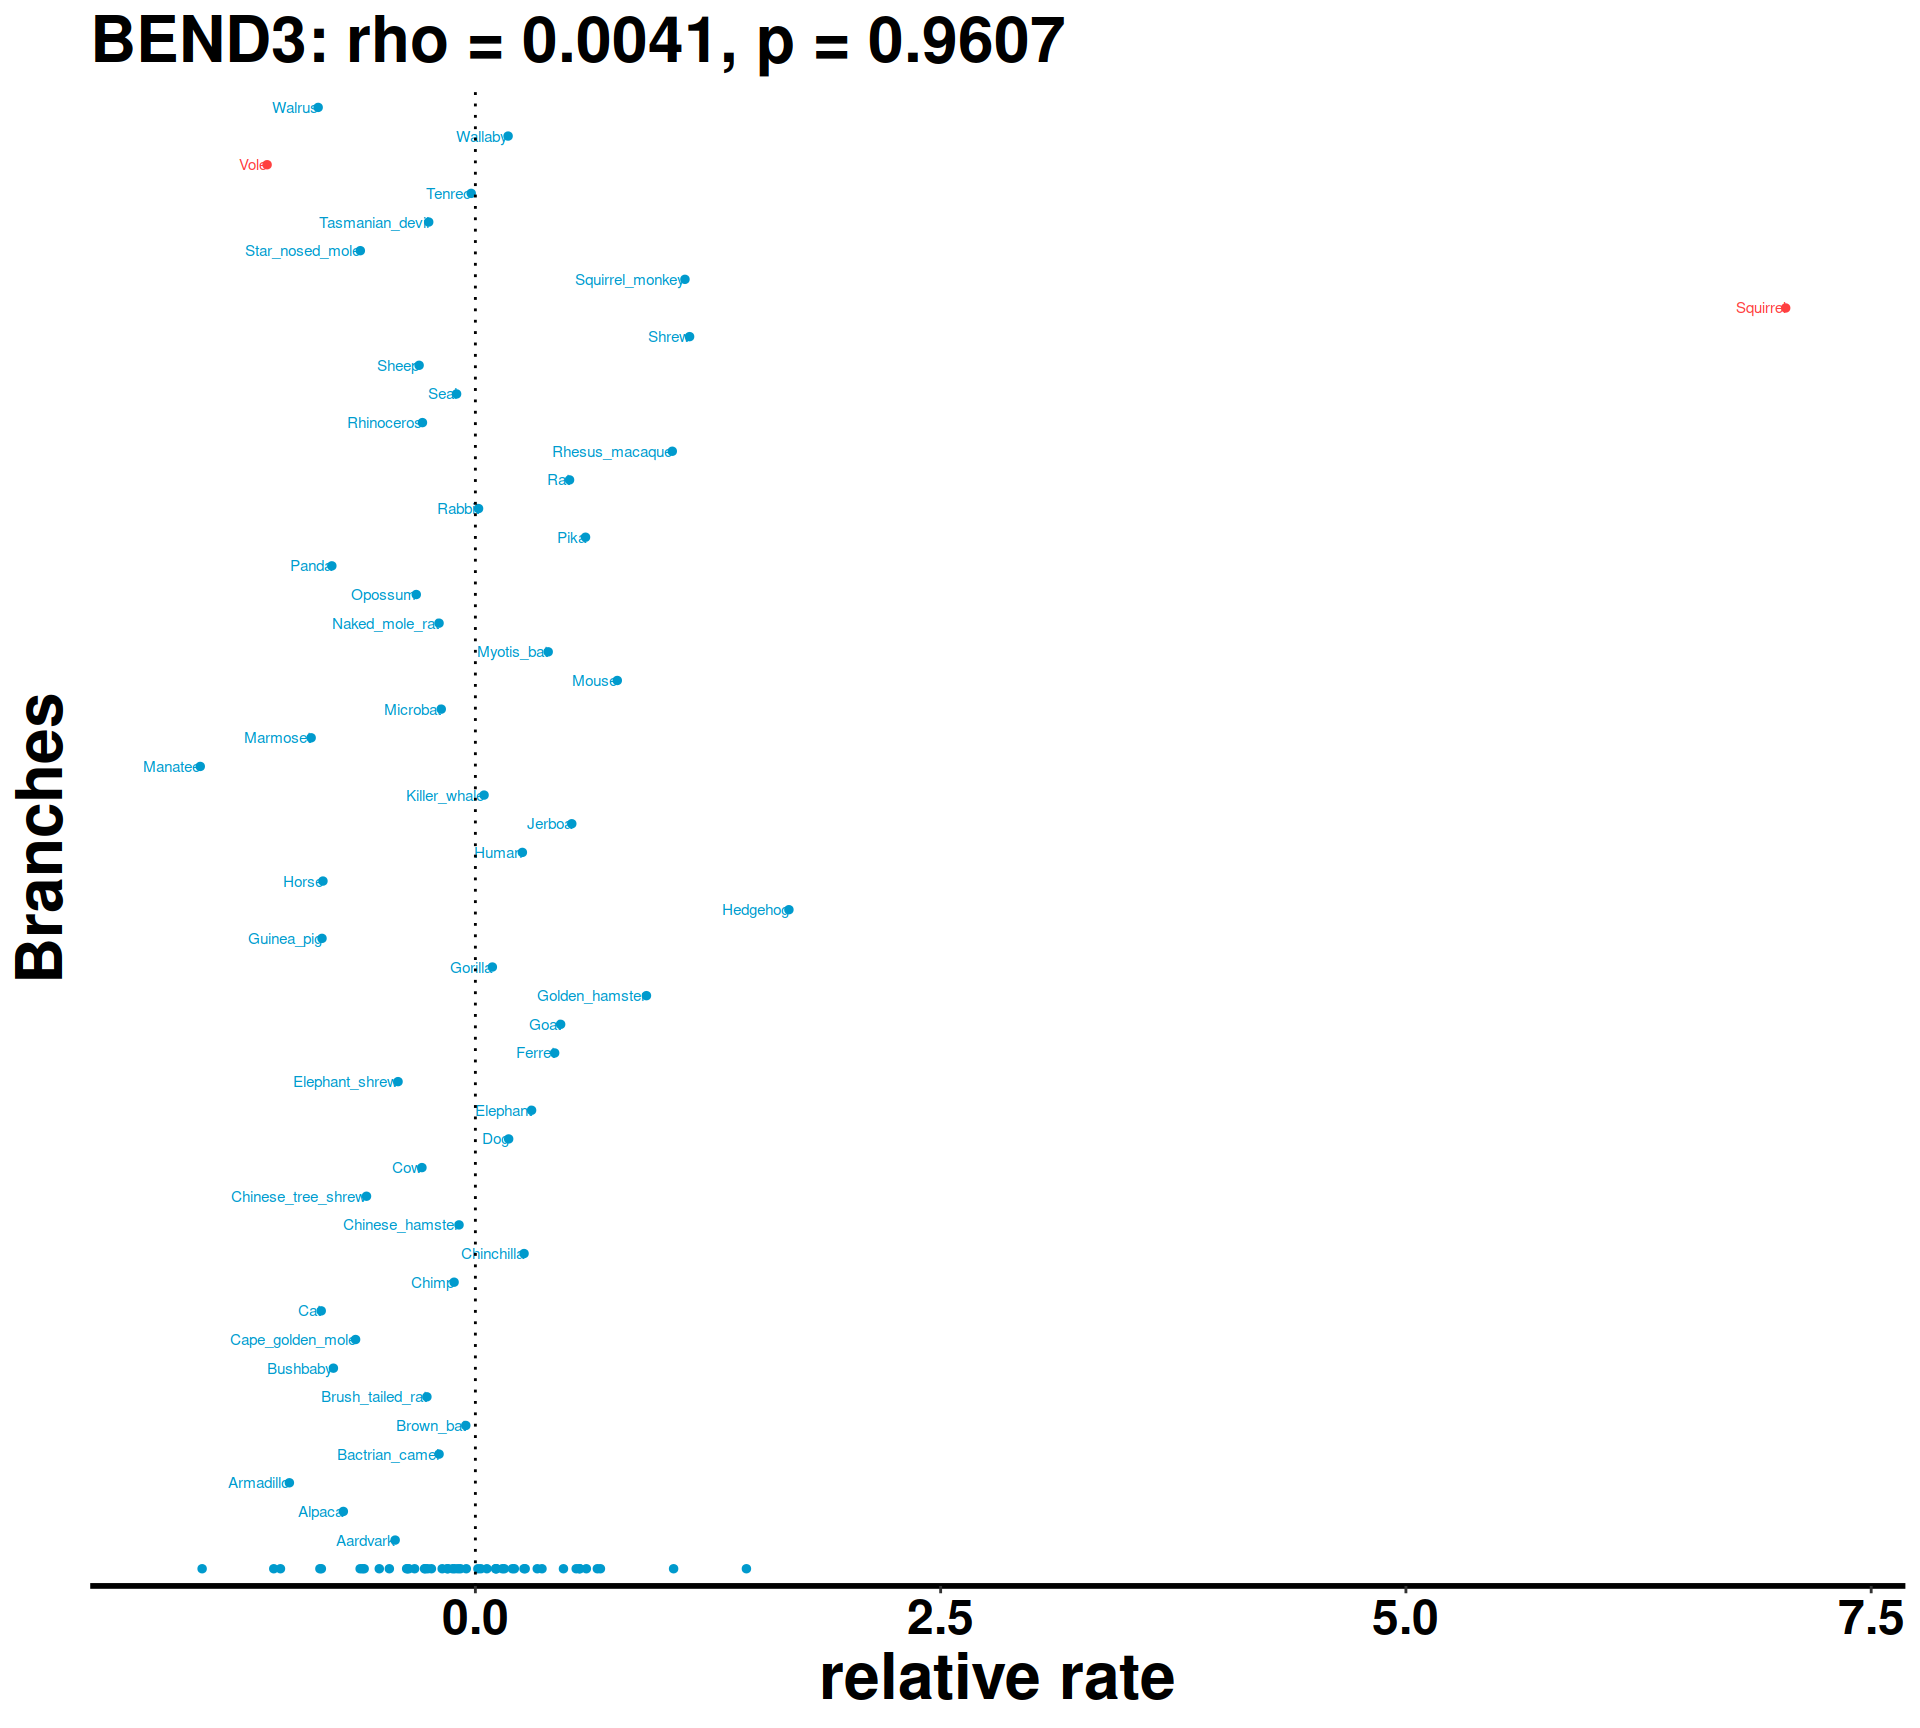 BEND3: rho = 0.0041, p = 0.9607
Walrus
Wallaby
Vole
Tenrec
Tasmanian_devil
Star_nosed_mole
Squirrel_monkey
Squirrel
Shrew
Sheep
Seal
Rhinoceros
Rhesus_macaque
Rat
Rabbit
Pika
Panda
Opossum
Naked_mole_rat
Myotis_bat
Mouse
Microbat
Marmoset
Manatee
Killer_whale
Jerboa
Human
Horse
Hedgehog
Guinea_pig
Gorilla
Golden_hamster
Goat
Ferret
Elephant_shrew
Elephant
Dog
Cow
Chinese_tree_shrew
Chinese_hamster
Chinchilla
Chimp
Cat
Cape_golden_mole
Bushbaby
Brush_tailed_rat
Brown_bat
Bactrian_camel
Armadillo
Alpaca
Aardvark
Branches
0.0 2.5 5.0 7.5
relative rate